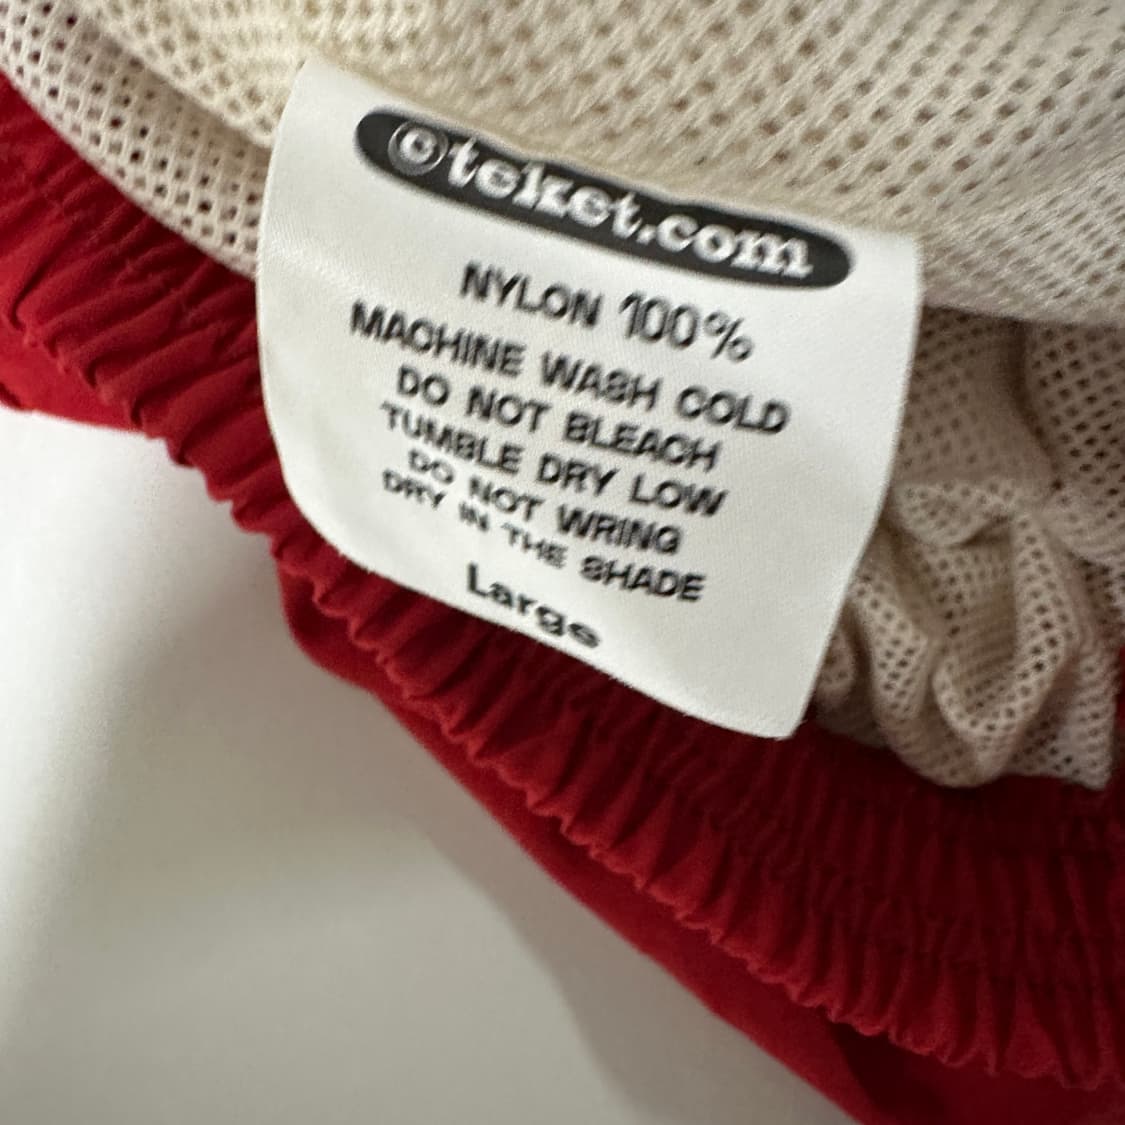 ©teket.com
NYLON 100%
MACHINE WASH COLD
DO NOT BLEACH
TUMBLE DRY LOW
DO NOT WRING
DRY IN THE SHADE
Large